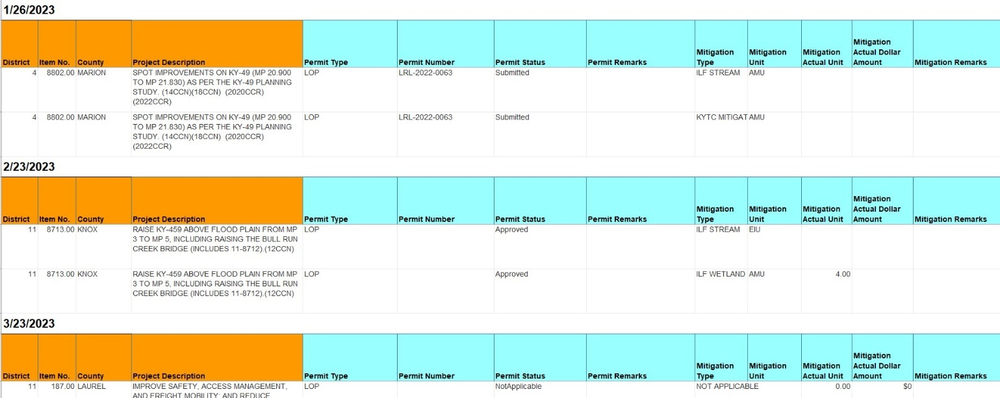 1/26/2023
District Item No. County Project Description Permit Type Permit Number Permit Status Permit Remarks Mitigation Type Mitigation Unit Mitigation Actual Unit Mitigation Actual Dollar Amount Mitigation Remarks
4 8802.00 MARION SPOT IMPROVEMENTS ON KY-49 (MP 20.900 LOP LRL-2022-0063 Submitted ILF STREAM AMU
TO MP 21.830) AS PER THE KY-49 PLANNING
STUDY. (14CCN)(18CCN) (2020CCR)
(2022CCR)
4 8802.00 MARION SPOT IMPROVEMENTS ON KY-49 (MP 20.900 LOP LRL-2022-0063 Submitted KYTC MITIGAT AMU
TO MP 21.830) AS PER THE KY-49 PLANNING
STUDY. (14CCN)(18CCN) (2020CCR)
(2022CCR)
2/23/2023
District Item No. County Project Description Permit Type Permit Number Permit Status Permit Remarks Mitigation Type Mitigation Unit Mitigation Actual Unit Mitigation Actual Dollar Amount Mitigation Remarks
11 8713.00 KNOX RAISE KY-459 ABOVE FLOOD PLAIN FROM MP LOP Approved ILF STREAM EIU
3 TO MP 5, INCLUDING RAISING THE BULL RUN
CREEK BRIDGE (INCLUDES 11-8712).(12CCN)
11 8713.00 KNOX RAISE KY-459 ABOVE FLOOD PLAIN FROM MP LOP Approved ILF WETLAND AMU 4.00
3 TO MP 5, INCLUDING RAISING THE BULL RUN
CREEK BRIDGE (INCLUDES 11-8712).(12CCN)
3/23/2023
District Item No. County Project Description Permit Type Permit Number Permit Status Permit Remarks Mitigation Type Mitigation Unit Mitigation Actual Unit Mitigation Actual Dollar Amount Mitigation Remarks
11 187.00 LAUREL IMPROVE SAFETY, ACCESS MANAGEMENT, LOP NotApplicable NOT APPLICABLE 0.00 $0
AND FREIGHT MOBILITY; AND REDUCE